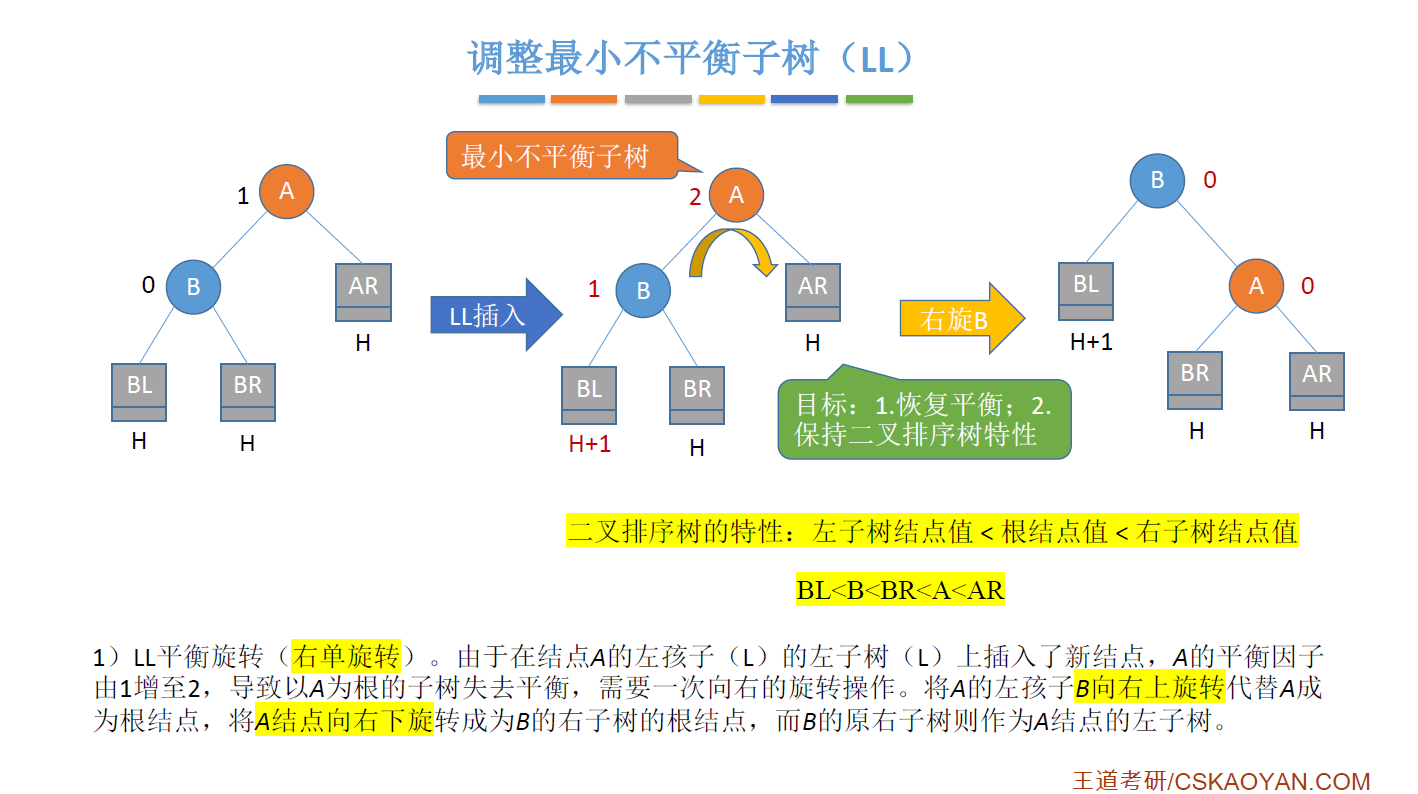 调整最小不平衡子树（LL）
最小不平衡子树
1
A
0
B
AR
H
BL
BR
H
H
LL插入
2
A
1
B
AR
H
BL
BR
H+1
H
右旋B
目标：1.恢复平衡；2.
保持二叉排序树特性
B
0
BL
H+1
A
0
BR
AR
H
H
二叉排序树的特性：左子树结点值 < 根结点值 < 右子树结点值
BL<B<BR<A<AR
1）LL平衡旋转（右单旋转）。由于在结点A的左孩子（L）的左子树（L）上插入了新结点，A的平衡因子
由1增至2，导致以A为根的子树失去平衡，需要一次向右的旋转操作。将A的左孩子B向右上旋转代替A成
为根结点，将A结点向右下旋转成为B的右子树的根结点，而B的原右子树则作为A结点的左子树。
王道考研/CSKAOYAN.COM